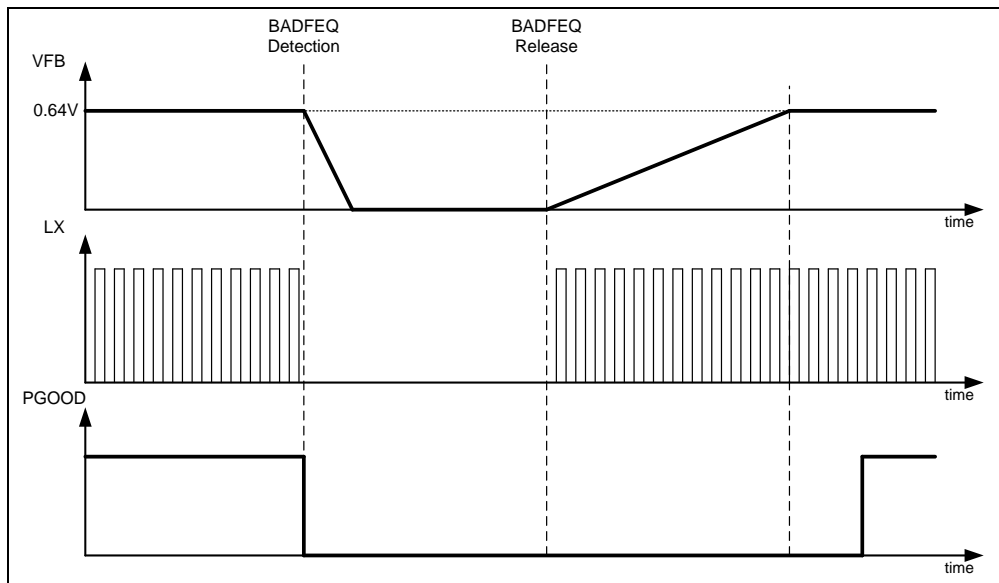 BADFEQ
Detection
BADFEQ
Release
VFB
0.64V
time
LX
time
PGOOD
time